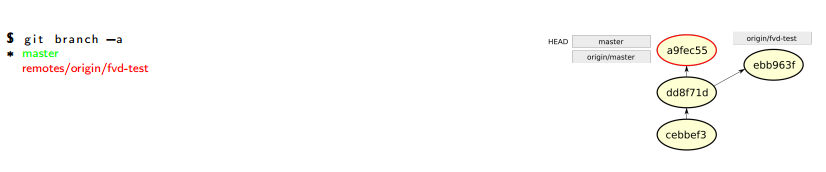 $ git branch —a
* master
remotes/origin/fvd-test
HEAD master
origin/master
a9fec55
origin/fvd-test
ebb963f
dd8f71d
cebbef3